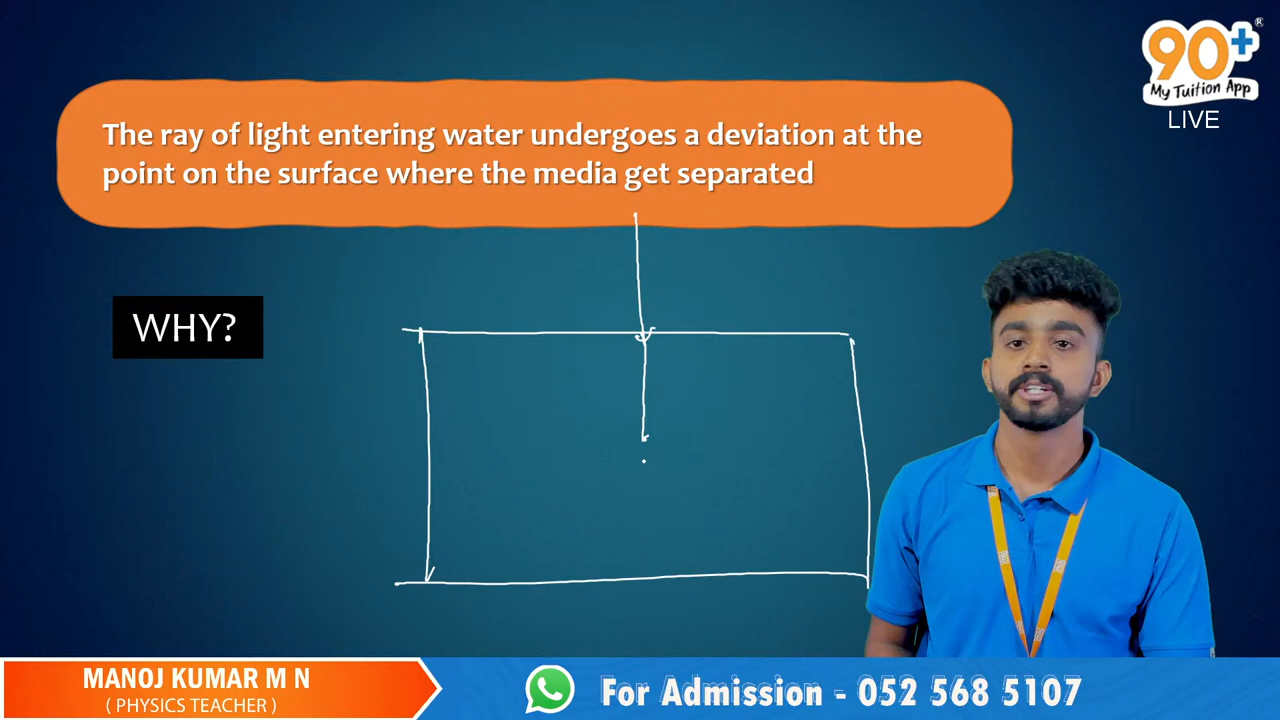 90+
My Tuition App
LIVE
The ray of light entering water undergoes a deviation at the
point on the surface where the media get separated
WHY?
MANOJ KUMAR M N
( PHYSICS TEACHER )
For Admission - 052 568 5107